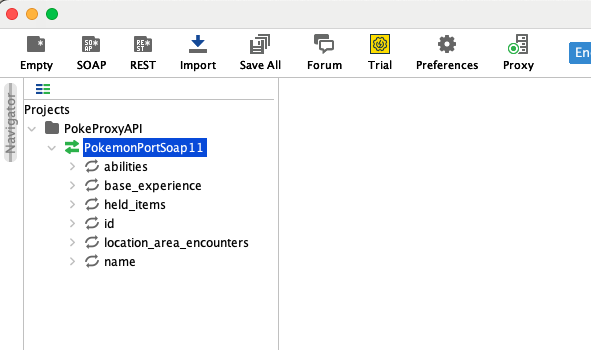 Empty SOAP REST Import Save All Forum Trial Preferences Proxy En
Navigator
Projects
PokeProxyAPI
PokemonPortSoap11
abilities
base_experience
held_items
id
location_area_encounters
name